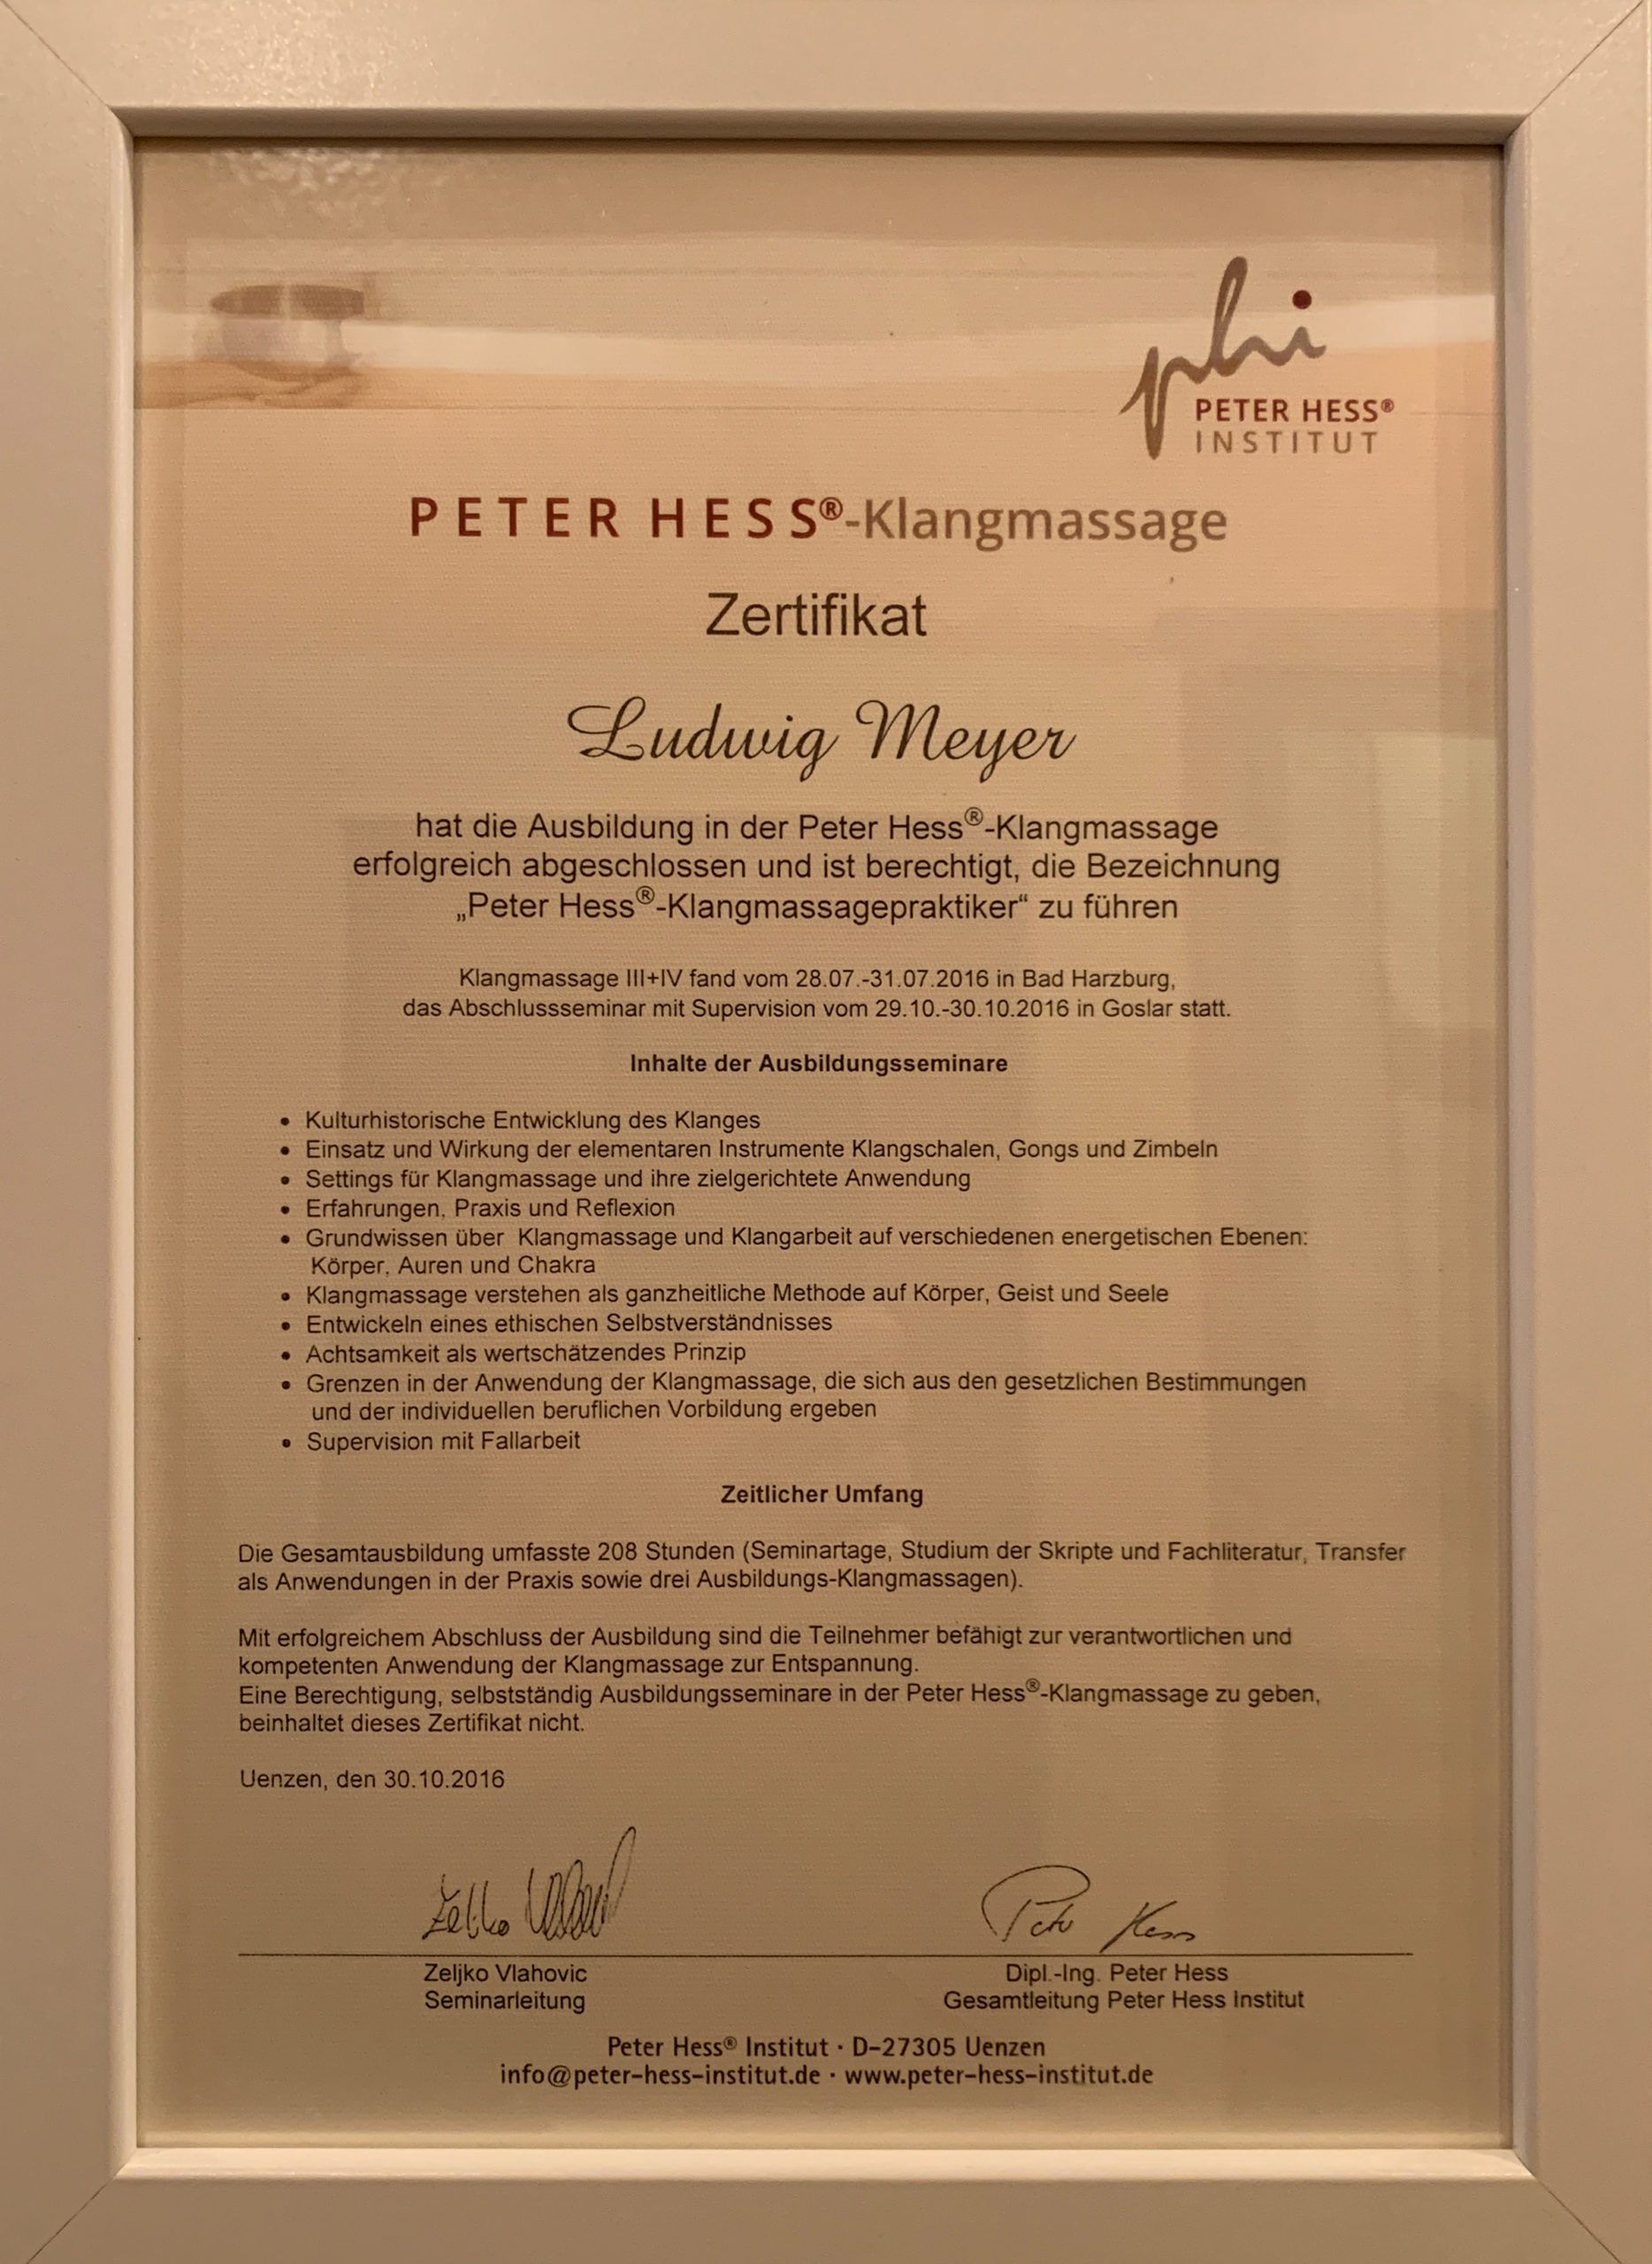 phi
PETER HESS®
INSTITUT
PETER HESS®-Klangmassage
Zertifikat
Ludwig Meyer
hat die Ausbildung in der Peter Hess®-Klangmassage
erfolgreich abgeschlossen und ist berechtigt, die Bezeichnung
„Peter Hess®-Klangmassagepraktiker“ zu führen
Klangmassage III+IV fand vom 28.07.-31.07.2016 in Bad Harzburg,
das Abschlussseminar mit Supervision vom 29.10.-30.10.2016 in Goslar statt.
Inhalte der Ausbildungsseminare
• Kulturhistorische Entwicklung des Klanges
• Einsatz und Wirkung der elementaren Instrumente Klangschalen, Gongs und Zimbeln
• Settings für Klangmassage und ihre zielgerichtete Anwendung
• Erfahrungen, Praxis und Reflexion
• Grundwissen über Klangmassage und Klangarbeit auf verschiedenen energetischen Ebenen:
Körper, Auren und Chakra
• Klangmassage verstehen als ganzheitliche Methode auf Körper, Geist und Seele
• Entwickeln eines ethischen Selbstverständnisses
• Achtsamkeit als wertschätzendes Prinzip
• Grenzen in der Anwendung der Klangmassage, die sich aus den gesetzlichen Bestimmungen
und der individuellen beruflichen Vorbildung ergeben
• Supervision mit Fallarbeit
Zeitlicher Umfang
Die Gesamtausbildung umfasste 208 Stunden (Seminartage, Studium der Skripte und Fachliteratur, Transfer
als Anwendungen in der Praxis sowie drei Ausbildungs-Klangmassagen).
Mit erfolgreichem Abschluss der Ausbildung sind die Teilnehmer befähigt zur verantwortlichen und
kompetenten Anwendung der Klangmassage zur Entspannung.
Eine Berechtigung, selbstständig Ausbildungsseminare in der Peter Hess®-Klangmassage zu geben,
beinhaltet dieses Zertifikat nicht.
Uenzen, den 30.10.2016
Zeljko Vlahovic Peter Hess
Zeljko Vlahovic Dipl.-Ing. Peter Hess
Seminarleitung Gesamtleitung Peter Hess Institut
Peter Hess® Institut · D-27305 Uenzen
info@peter-hess-institut.de · www.peter-hess-institut.de